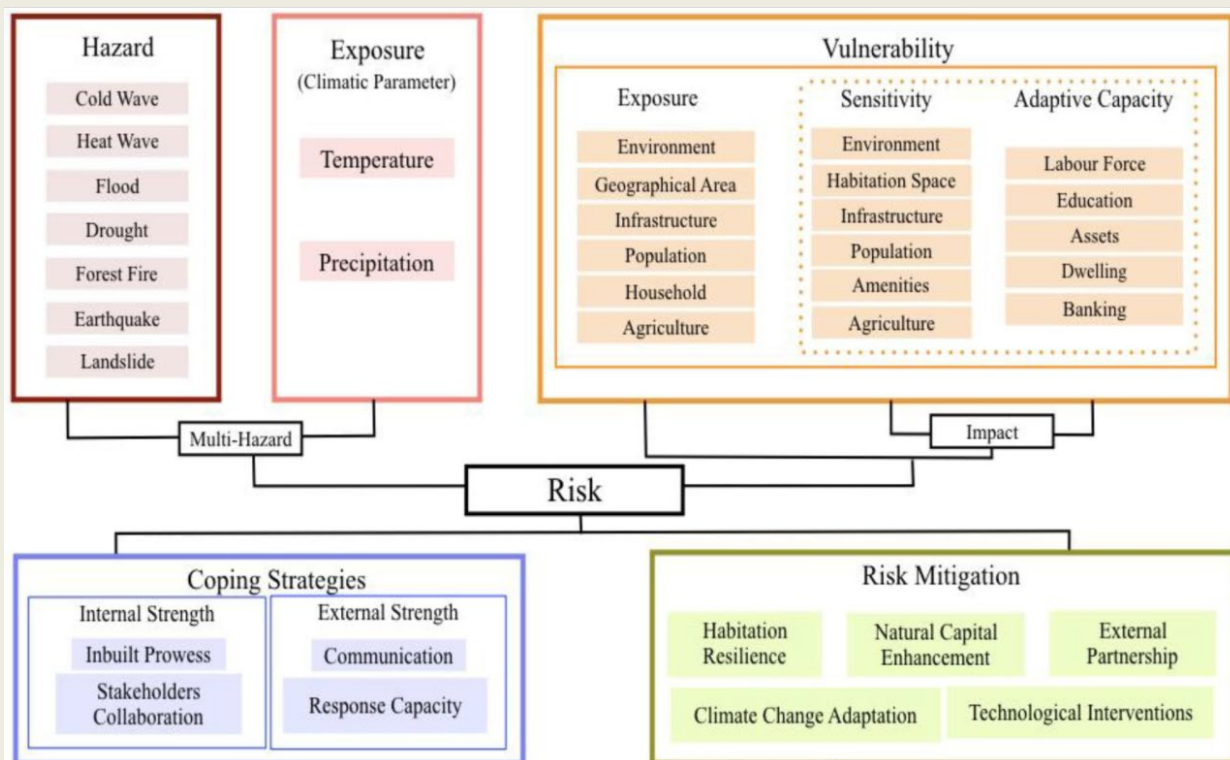 Hazard
Cold Wave
Heat Wave
Flood
Drought
Forest Fire
Earthquake
Landslide
Exposure
(Climatic Parameter)
Temperature
Precipitation
Vulnerability
Exposure
Environment
Geographical Area
Infrastructure
Population
Household
Agriculture
Sensitivity
Environment
Habitation Space
Infrastructure
Population
Amenities
Agriculture
Adaptive Capacity
Labour Force
Education
Assets
Dwelling
Banking
Multi-Hazard
Impact
Risk
Coping Strategies
Internal Strength
Inbuilt Prowess
Stakeholders
Collaboration
External Strength
Communication
Response Capacity
Risk Mitigation
Habitation
Resilience
Natural Capital
Enhancement
External
Partnership
Climate Change Adaptation
Technological Interventions